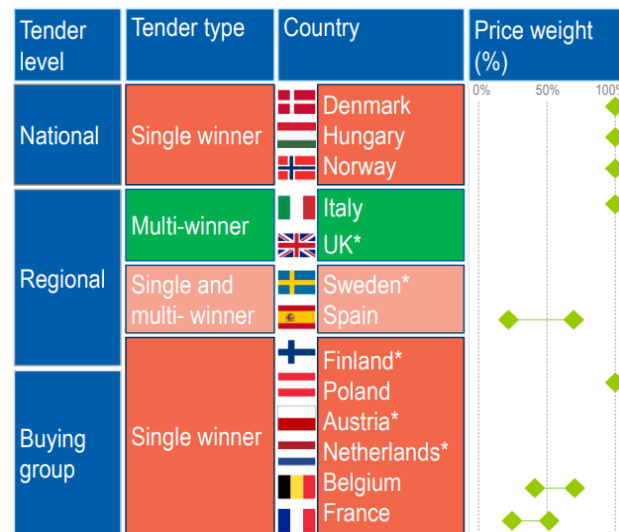 Tender level
Tender type
Country
Price weight (%)
0%
50%
100%
National
Single winner
Denmark
Hungary
Norway
Regional
Multi-winner
Italy
UK*
Single and
multi- winner
Sweden*
Spain
Buying
group
Single winner
Finland*
Poland
Austria*
Netherlands*
Belgium
France